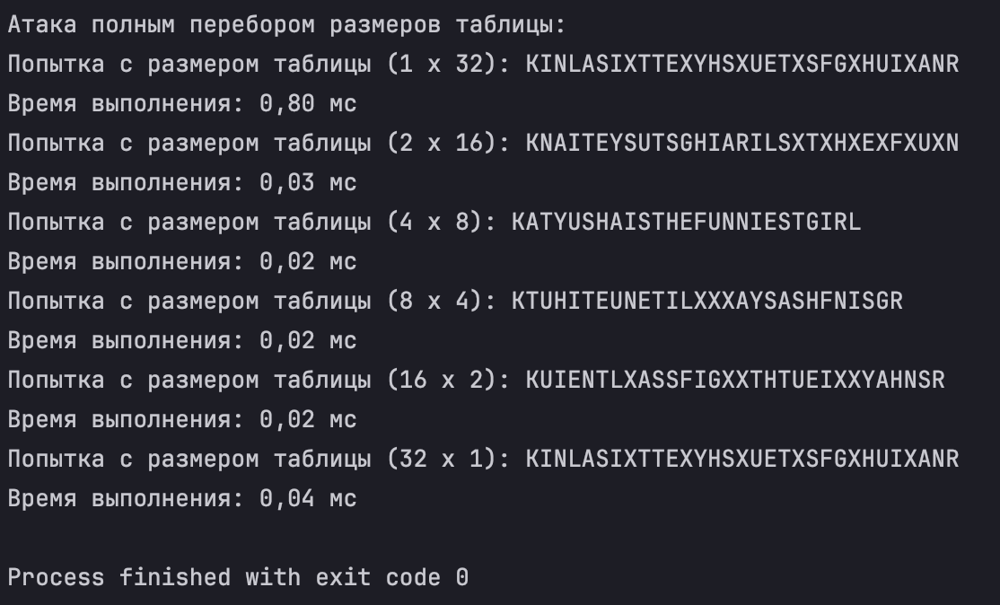 Атака полным перебором размеров таблицы:
Попытка с размером таблицы (1 x 32): KINLASIXTTEXYHSXUETXSFGXHUIXANR
Время выполнения: 0,80 мс
Попытка с размером таблицы (2 x 16): KNAITEYSUTSGHIARILSXTXHXEXFXUXN
Время выполнения: 0,03 мс
Попытка с размером таблицы (4 x 8): KATYUSHAISTHEFUNNIESTGIRL
Время выполнения: 0,02 мс
Попытка с размером таблицы (8 x 4): KTUHITEUNETILXXXAYSASHFNISGR
Время выполнения: 0,02 мс
Попытка с размером таблицы (16 x 2): KUIENTLXASSFIGXXTHTUEIXXYAHNSR
Время выполнения: 0,02 мс
Попытка с размером таблицы (32 x 1): KINLASIXTTEXYHSXUETXSFGXHUIXANR
Время выполнения: 0,04 мс
Process finished with exit code 0